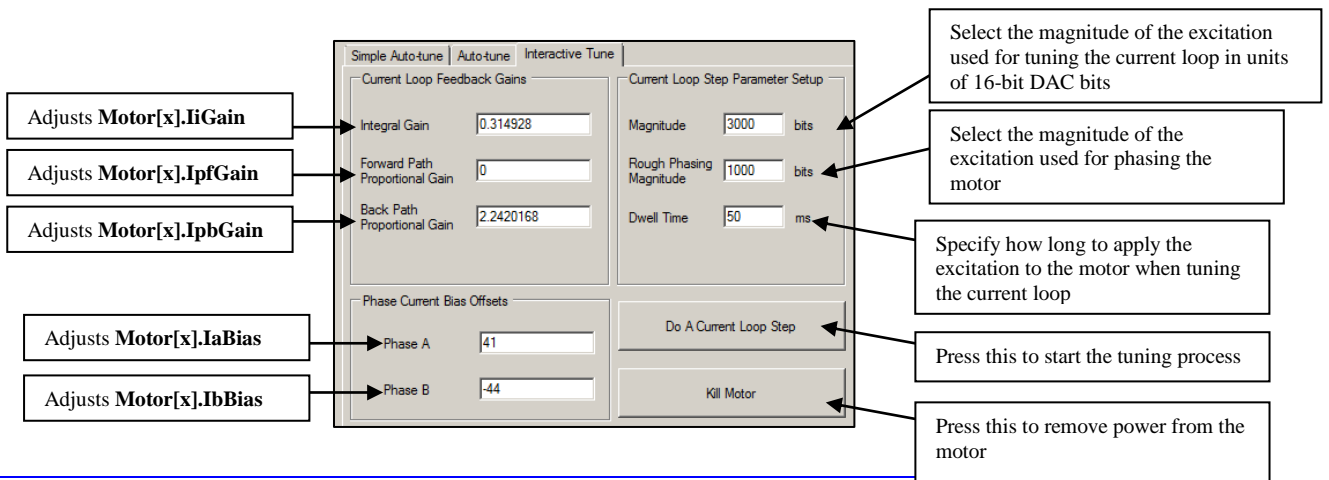 Select the magnitude of the excitation
used for tuning the current loop in units
of 16-bit DAC bits
Simple Auto-tune
Auto-tune
Interactive Tune
Current Loop Feedback Gains
Current Loop Step Parameter Setup
Adjusts Motor[x].IiGain
Integral Gain
0.314928
Magnitude
3000
bits
Select the magnitude of the
excitation used for phasing the
motor
Adjusts Motor[x].IpfGain
Forward Path
Proportional Gain
0
Rough Phasing
Magnitude
1000
bits
Adjusts Motor[x].IpbGain
Back Path
Proportional Gain
2.2420168
Dwell Time
50
ms
Specify how long to apply the
excitation to the motor when tuning
the current loop
Phase Current Bias Offsets
Adjusts Motor[x].IaBias
Phase A
41
Do A Current Loop Step
Press this to start the tuning process
Adjusts Motor[x].IbBias
Phase B
-44
Kill Motor
Press this to remove power from the
motor